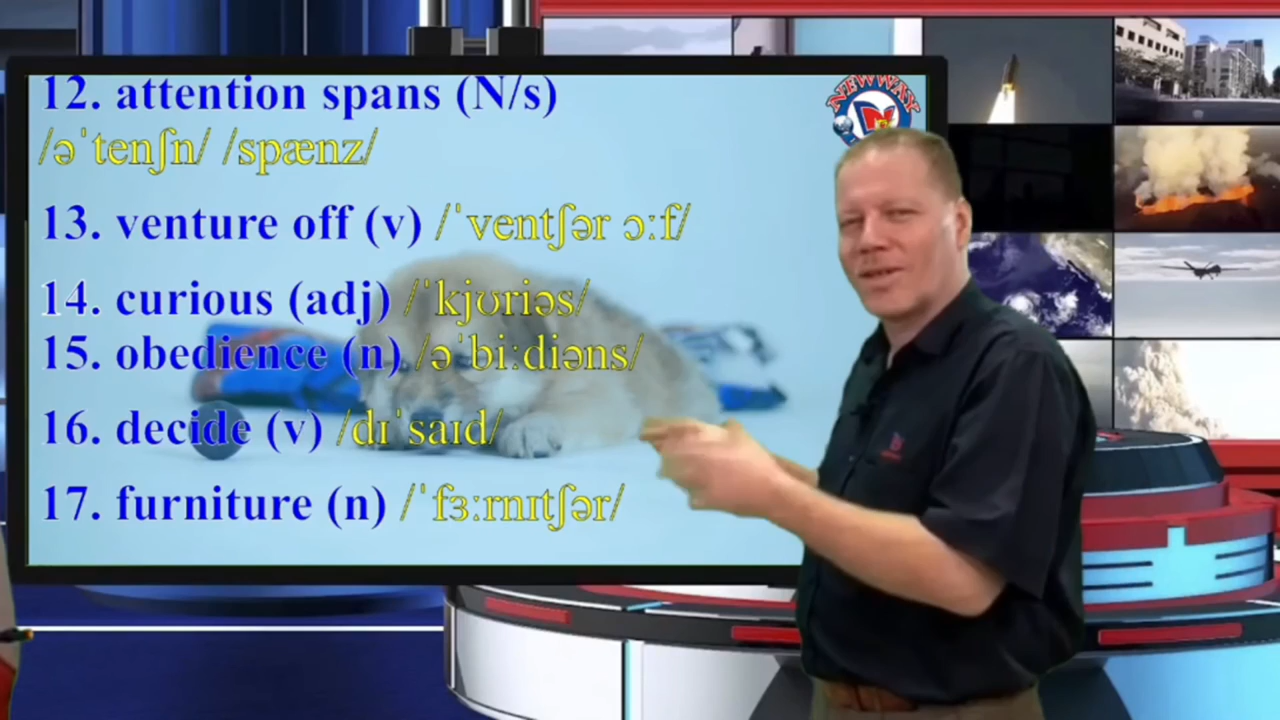 12. attention spans (N/s)
/əˈtenʃn/ /spænz/
NEWWAY
13. venture off (v) /ˈventʃər ɔːf/
14. curious (adj) /ˈkjʊriəs/
15. obedience (n) /əˈbiːdiəns/
16. decide (v) /dɪˈsaɪd/
17. furniture (n) /ˈfɜːrnɪtʃər/